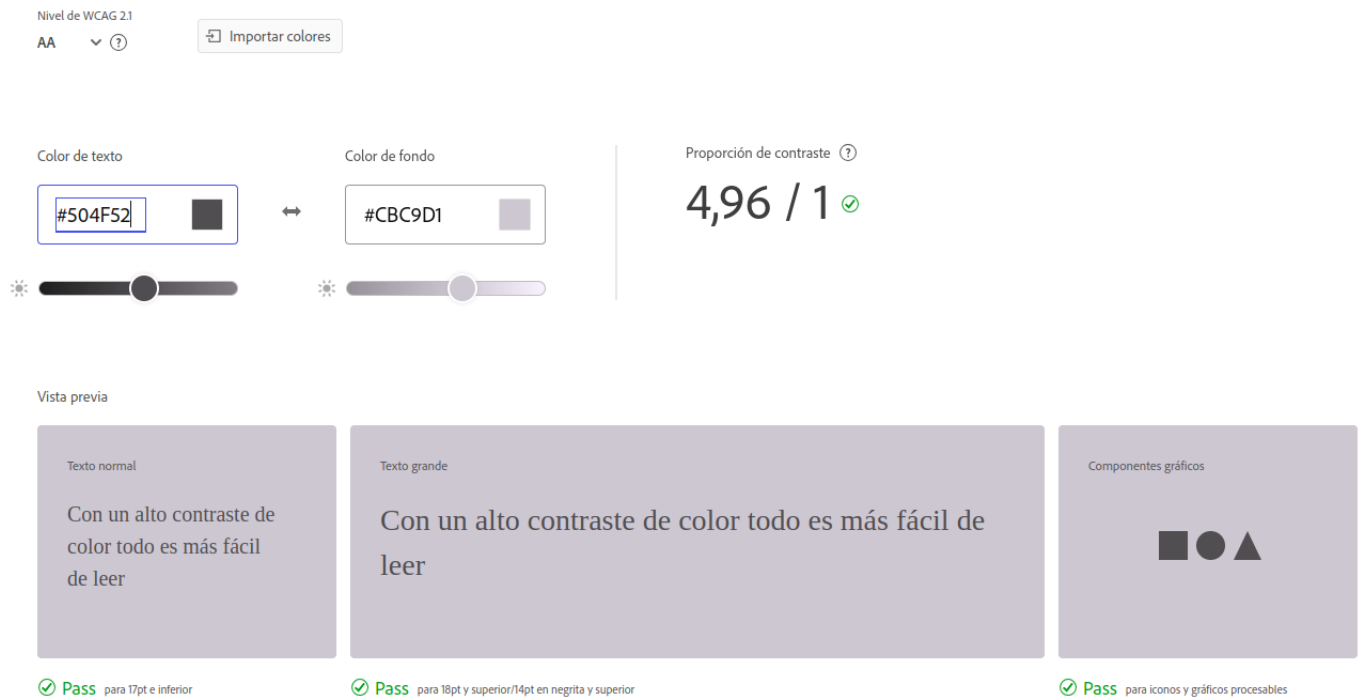 Nivel de WCAG 2.1
AA
Importar colores
Color de texto
Color de fondo
Proporción de contraste
#504F52
#CBC9D1
4,96 / 1
Vista previa
Texto normal
Con un alto contraste de
color todo es más fácil
de leer
Texto grande
Con un alto contraste de color todo es más fácil de
leer
Componentes gráficos
Pass para 17pt e inferior
Pass para 18pt y superior/14pt en negrita y superior
Pass para iconos y gráficos procesables